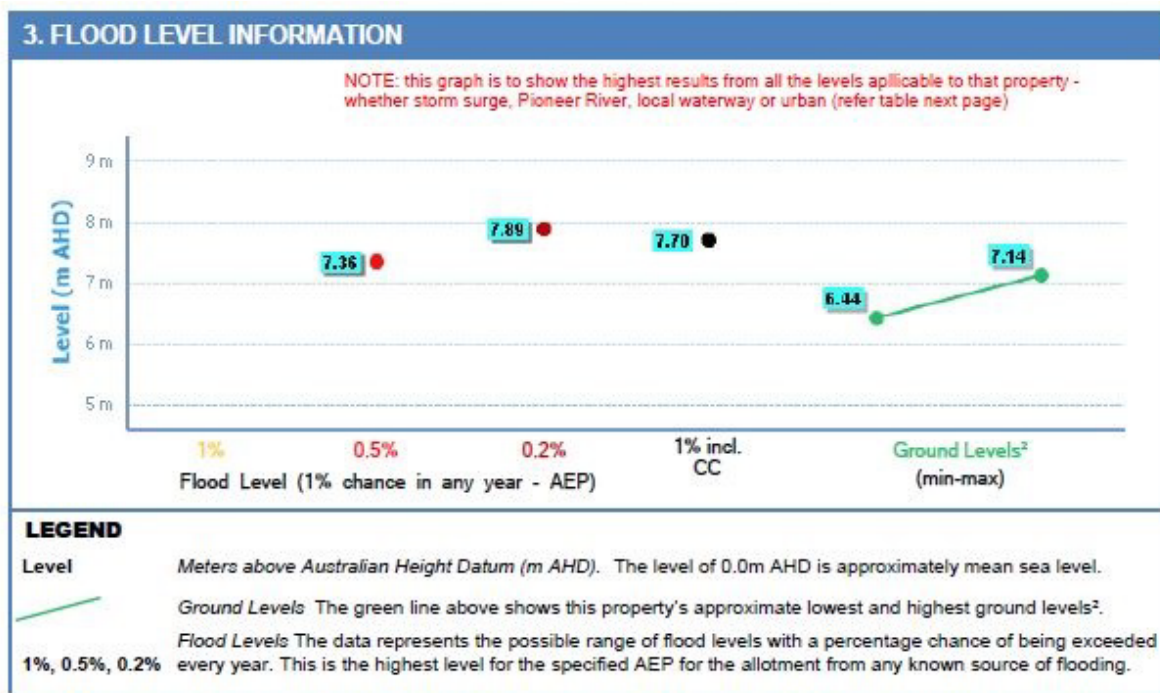 3. FLOOD LEVEL INFORMATION
NOTE: this graph is to show the highest results from all the levels apllicable to that property -
whether storm surge, Pioneer River, local waterway or urban (refer table next page)
Level (m AHD)
9 m
8 m
7 m
6 m
5 m
7.36
7.89
7.70
6.44
7.14
1%
0.5%
0.2%
1% incl.
CC
Ground Levels²
(min-max)
Flood Level (1% chance in any year - AEP)
LEGEND
Level Meters above Australian Height Datum (m AHD). The level of 0.0m AHD is approximately mean sea level.
Ground Levels The green line above shows this property's approximate lowest and highest ground levels².
Flood Levels The data represents the possible range of flood levels with a percentage chance of being exceeded
1%, 0.5%, 0.2% every year. This is the highest level for the specified AEP for the allotment from any known source of flooding.